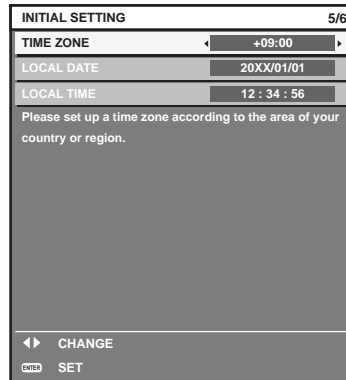 INITIAL SETTING 5/6
TIME ZONE +09:00
LOCAL DATE 20XX/01/01
LOCAL TIME 12 : 34 : 56
Please set up a time zone according to the area of your
country or region.
CHANGE
ENTER SET